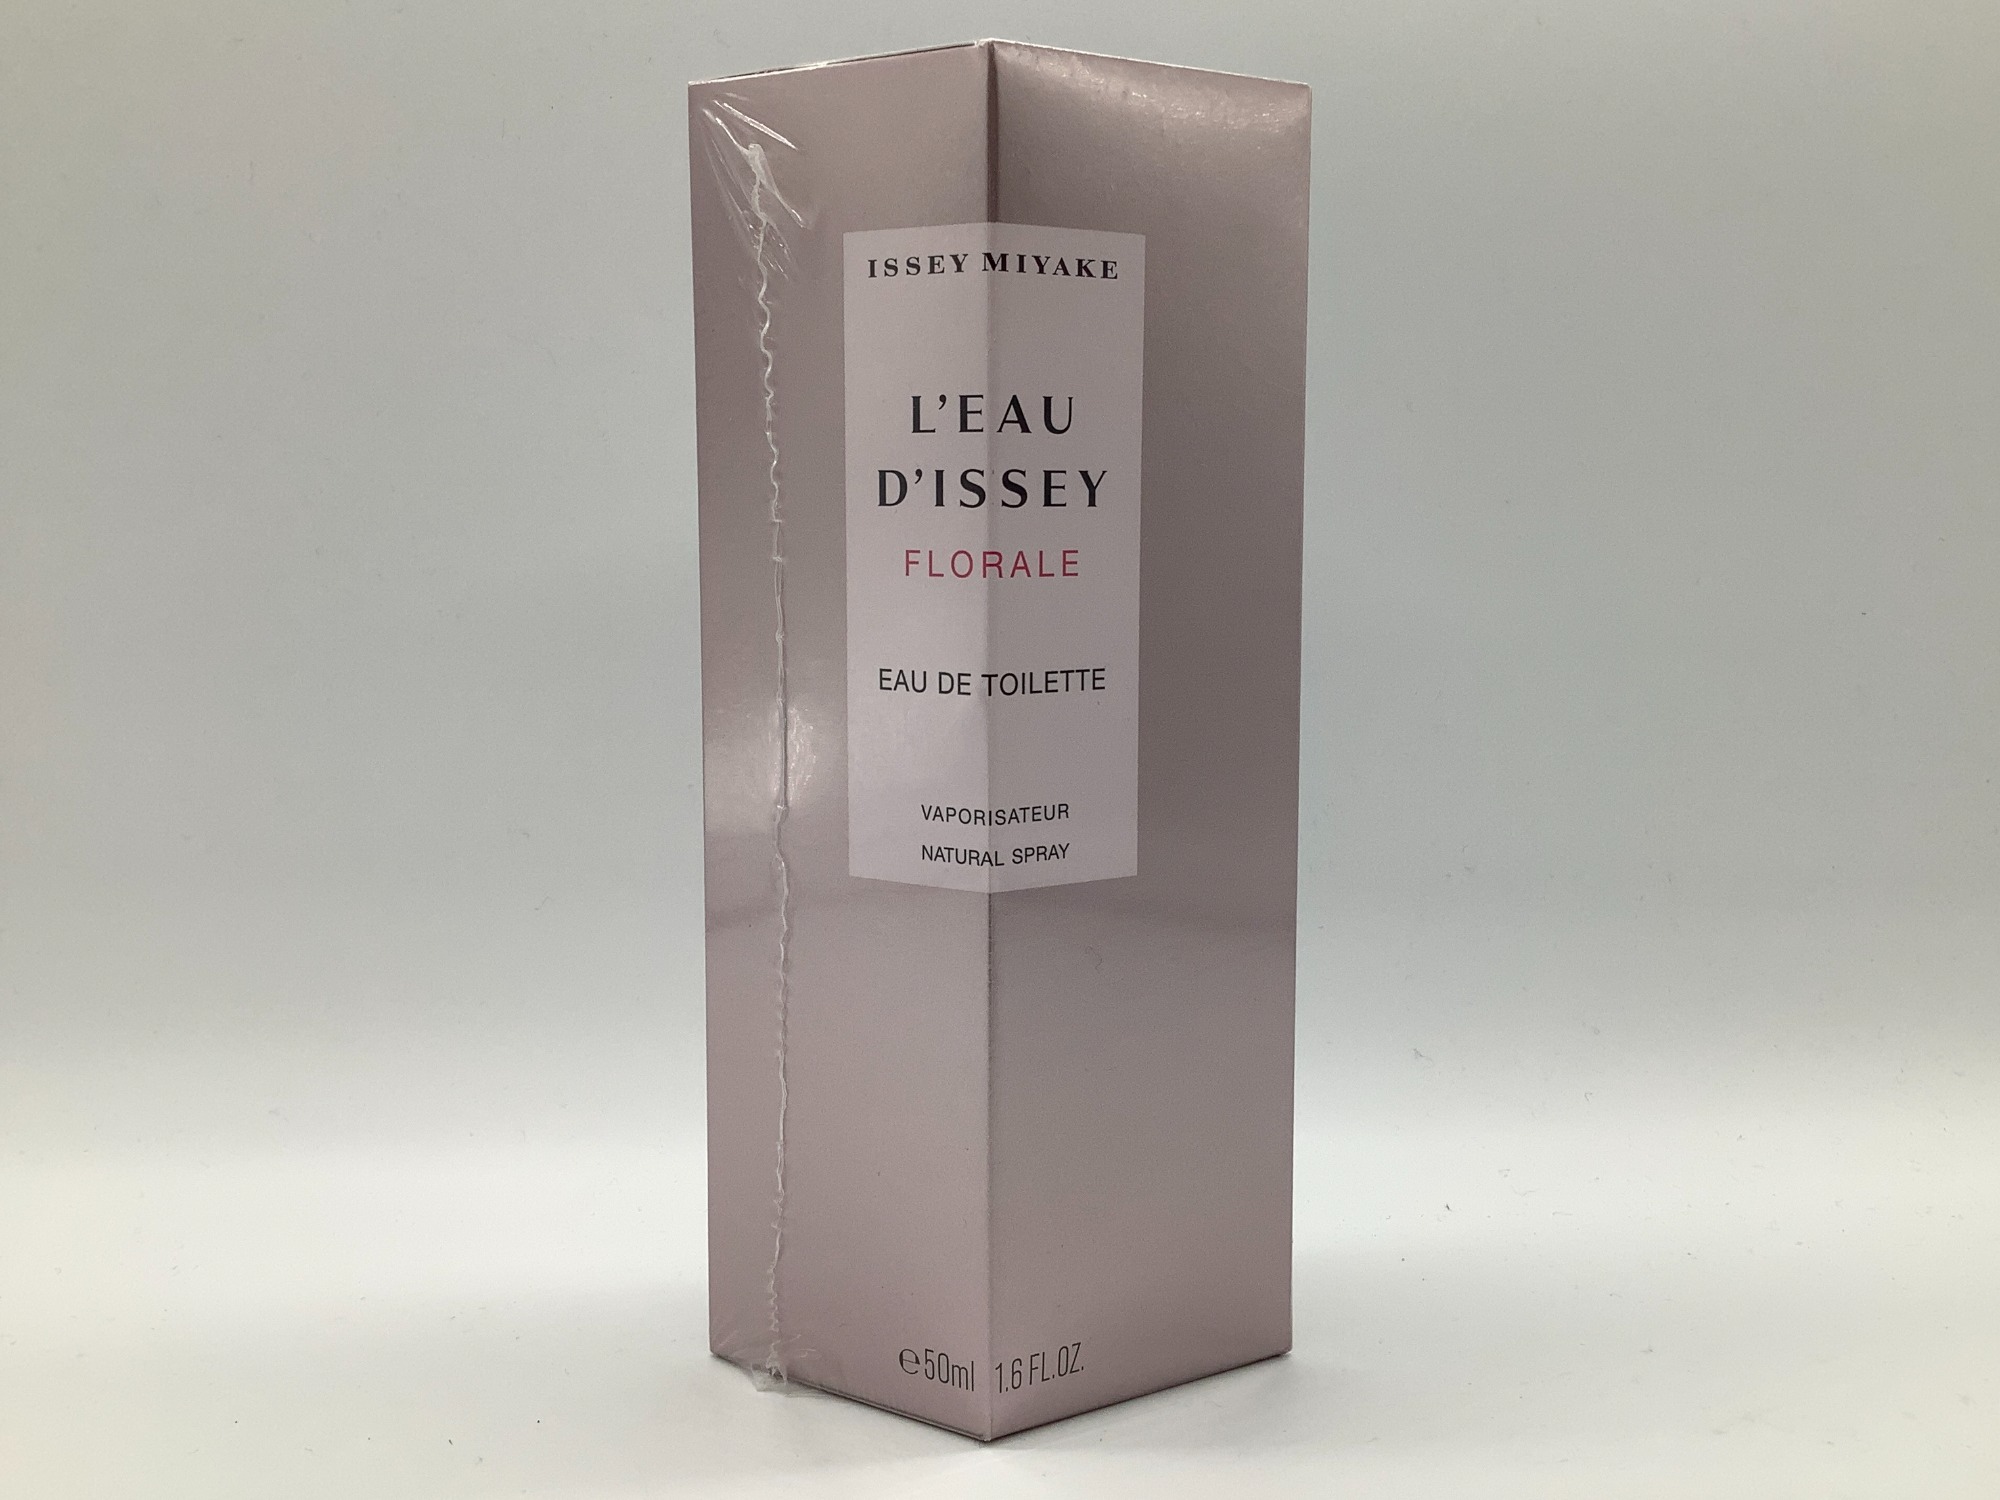 ISSEY MIYAKE
L'EAU
D'ISSEY
FLORALE
EAU DE TOILETTE
VAPORISATEUR
NATURAL SPRAY
℮50ml 1.6 FL.OZ.